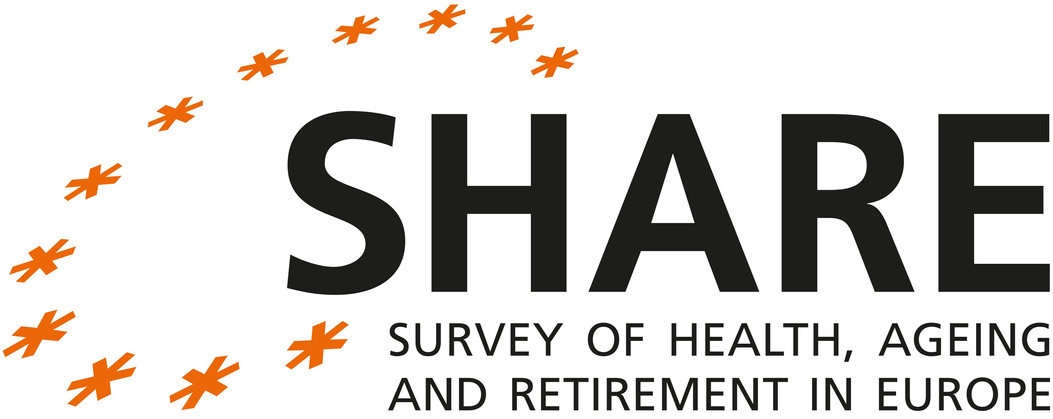 SHARE
SURVEY OF HEALTH, AGEING
AND RETIREMENT IN EUROPE